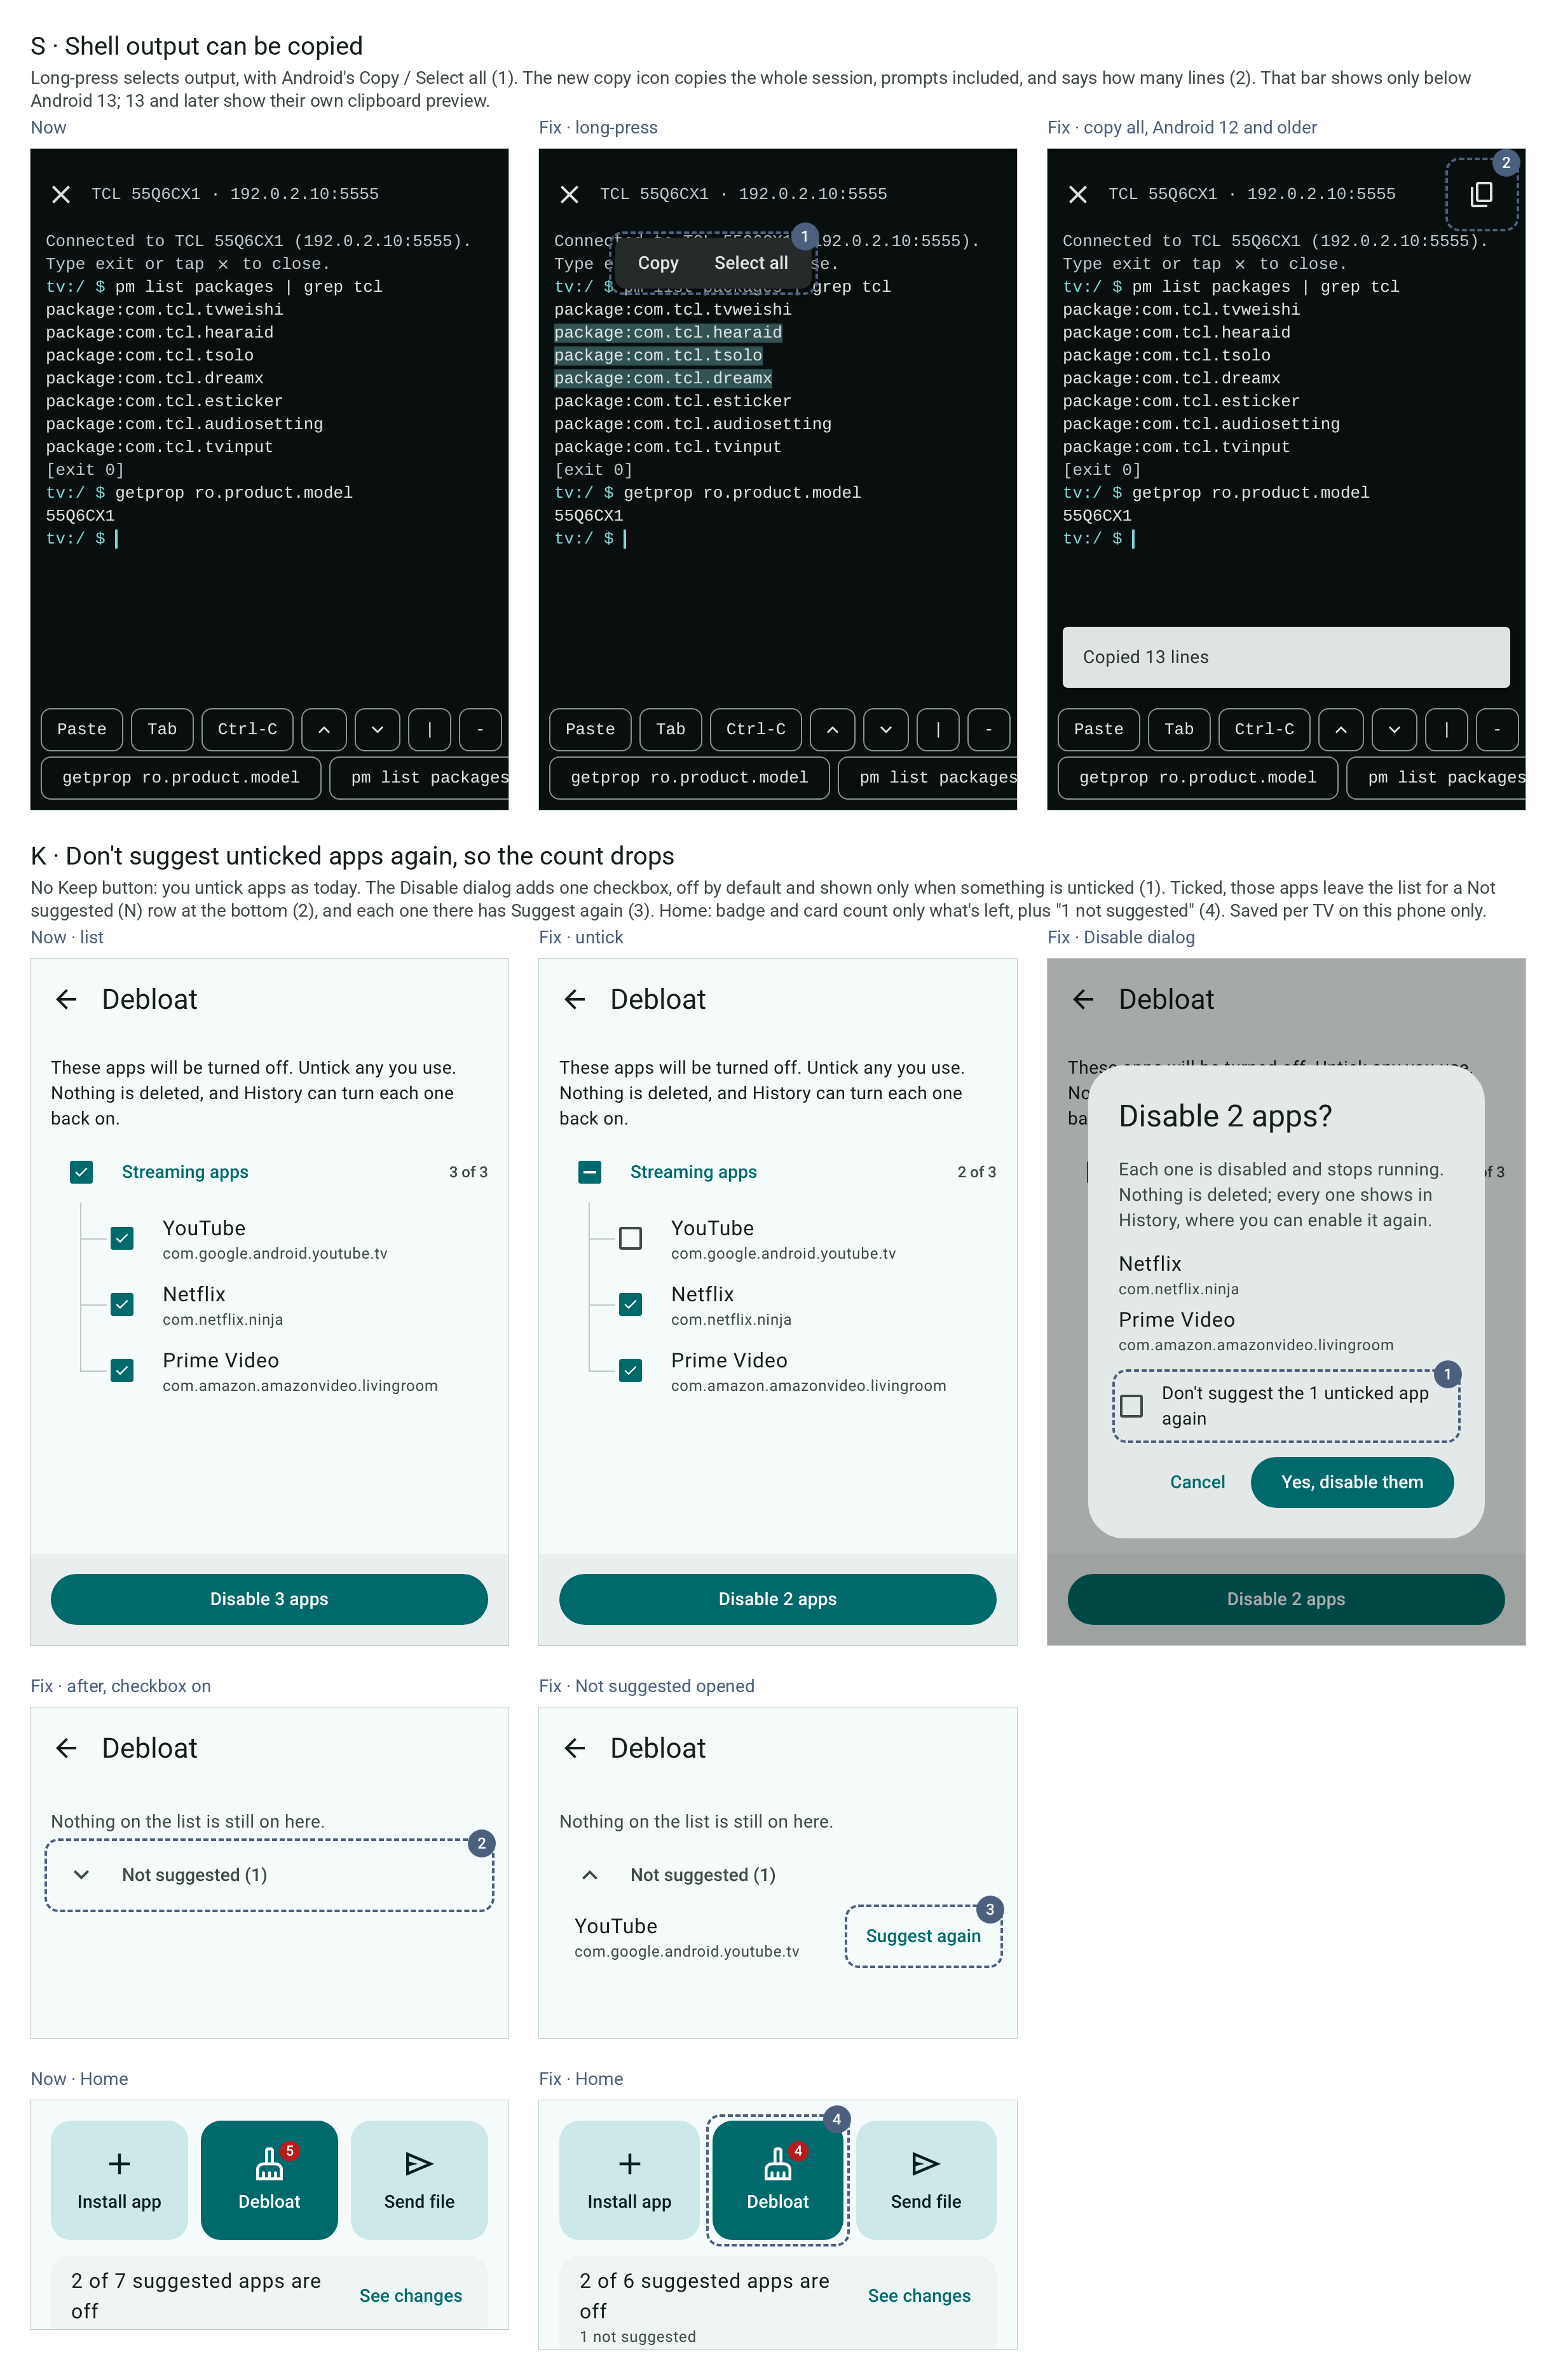 S · Shell output can be copied
Long-press selects output, with Android's Copy / Select all (1). The new copy icon copies the whole session, prompts included, and says how many lines (2). That bar shows only below
Android 13; 13 and later show their own clipboard preview.
Now
× TCL 55Q6CX1 · 192.0.2.10:5555
Connected to TCL 55Q6CX1 (192.0.2.10:5555).
Type exit or tap × to close.
tv:/ $ pm list packages | grep tcl
package:com.tcl.tvweishi
package:com.tcl.hearaid
package:com.tcl.tsolo
package:com.tcl.dreamx
package:com.tcl.esticker
package:com.tcl.audiosetting
package:com.tcl.tvinput
[exit 0]
tv:/ $ getprop ro.product.model
55Q6CX1
tv:/ $
Paste Tab Ctrl-C | -
getprop ro.product.model pm list packages
Fix · long-press
× TCL 55Q6CX1 · 192.0.2.10:5555
1
Copy Select all
grep tcl
package:com.tcl.tvweishi
package:com.tcl.hearaid
package:com.tcl.tsolo
package:com.tcl.dreamx
package:com.tcl.esticker
package:com.tcl.audiosetting
package:com.tcl.tvinput
[exit 0]
tv:/ $ getprop ro.product.model
55Q6CX1
tv:/ $
Paste Tab Ctrl-C | -
getprop ro.product.model pm list packages
Fix · copy all, Android 12 and older
× TCL 55Q6CX1 · 192.0.2.10:5555
2
Connected to TCL 55Q6CX1 (192.0.2.10:5555).
Type exit or tap × to close.
tv:/ $ pm list packages | grep tcl
package:com.tcl.tvweishi
package:com.tcl.hearaid
package:com.tcl.tsolo
package:com.tcl.dreamx
package:com.tcl.esticker
package:com.tcl.audiosetting
package:com.tcl.tvinput
[exit 0]
tv:/ $ getprop ro.product.model
55Q6CX1
tv:/ $
Copied 13 lines
Paste Tab Ctrl-C | -
getprop ro.product.model pm list packages
K · Don't suggest unticked apps again, so the count drops
No Keep button: you untick apps as today. The Disable dialog adds one checkbox, off by default and shown only when something is unticked (1). Ticked, those apps leave the list for a Not
suggested (N) row at the bottom (2), and each one there has Suggest again (3). Home: badge and card count only what's left, plus "1 not suggested" (4). Saved per TV on this phone only.
Now · list
Debloat
These apps will be turned off. Untick any you use.
Nothing is deleted, and History can turn each one
back on.
Streaming apps 3 of 3
YouTube
com.google.android.youtube.tv
Netflix
com.netflix.ninja
Prime Video
com.amazon.amazonvideo.livingroom
Disable 3 apps
Fix · untick
Debloat
These apps will be turned off. Untick any you use.
Nothing is deleted, and History can turn each one
back on.
Streaming apps 2 of 3
YouTube
com.google.android.youtube.tv
Netflix
com.netflix.ninja
Prime Video
com.amazon.amazonvideo.livingroom
Disable 2 apps
Fix · Disable dialog
Debloat
Disable 2 apps?
Each one is disabled and stops running.
Nothing is deleted; every one shows in
History, where you can enable it again.
Netflix
com.netflix.ninja
Prime Video
com.amazon.amazonvideo.livingroom
1
Don't suggest the 1 unticked app
again
Cancel Yes, disable them
Disable 2 apps
Fix · after, checkbox on
Debloat
Nothing on the list is still on here.
2
Not suggested (1)
Fix · Not suggested opened
Debloat
Nothing on the list is still on here.
Not suggested (1)
3
YouTube
com.google.android.youtube.tv
Suggest again
Now · Home
5
Install app Debloat Send file
2 of 7 suggested apps are
off
See changes
Fix · Home
4
4
Install app Debloat Send file
2 of 6 suggested apps are
off
See changes
1 not suggested